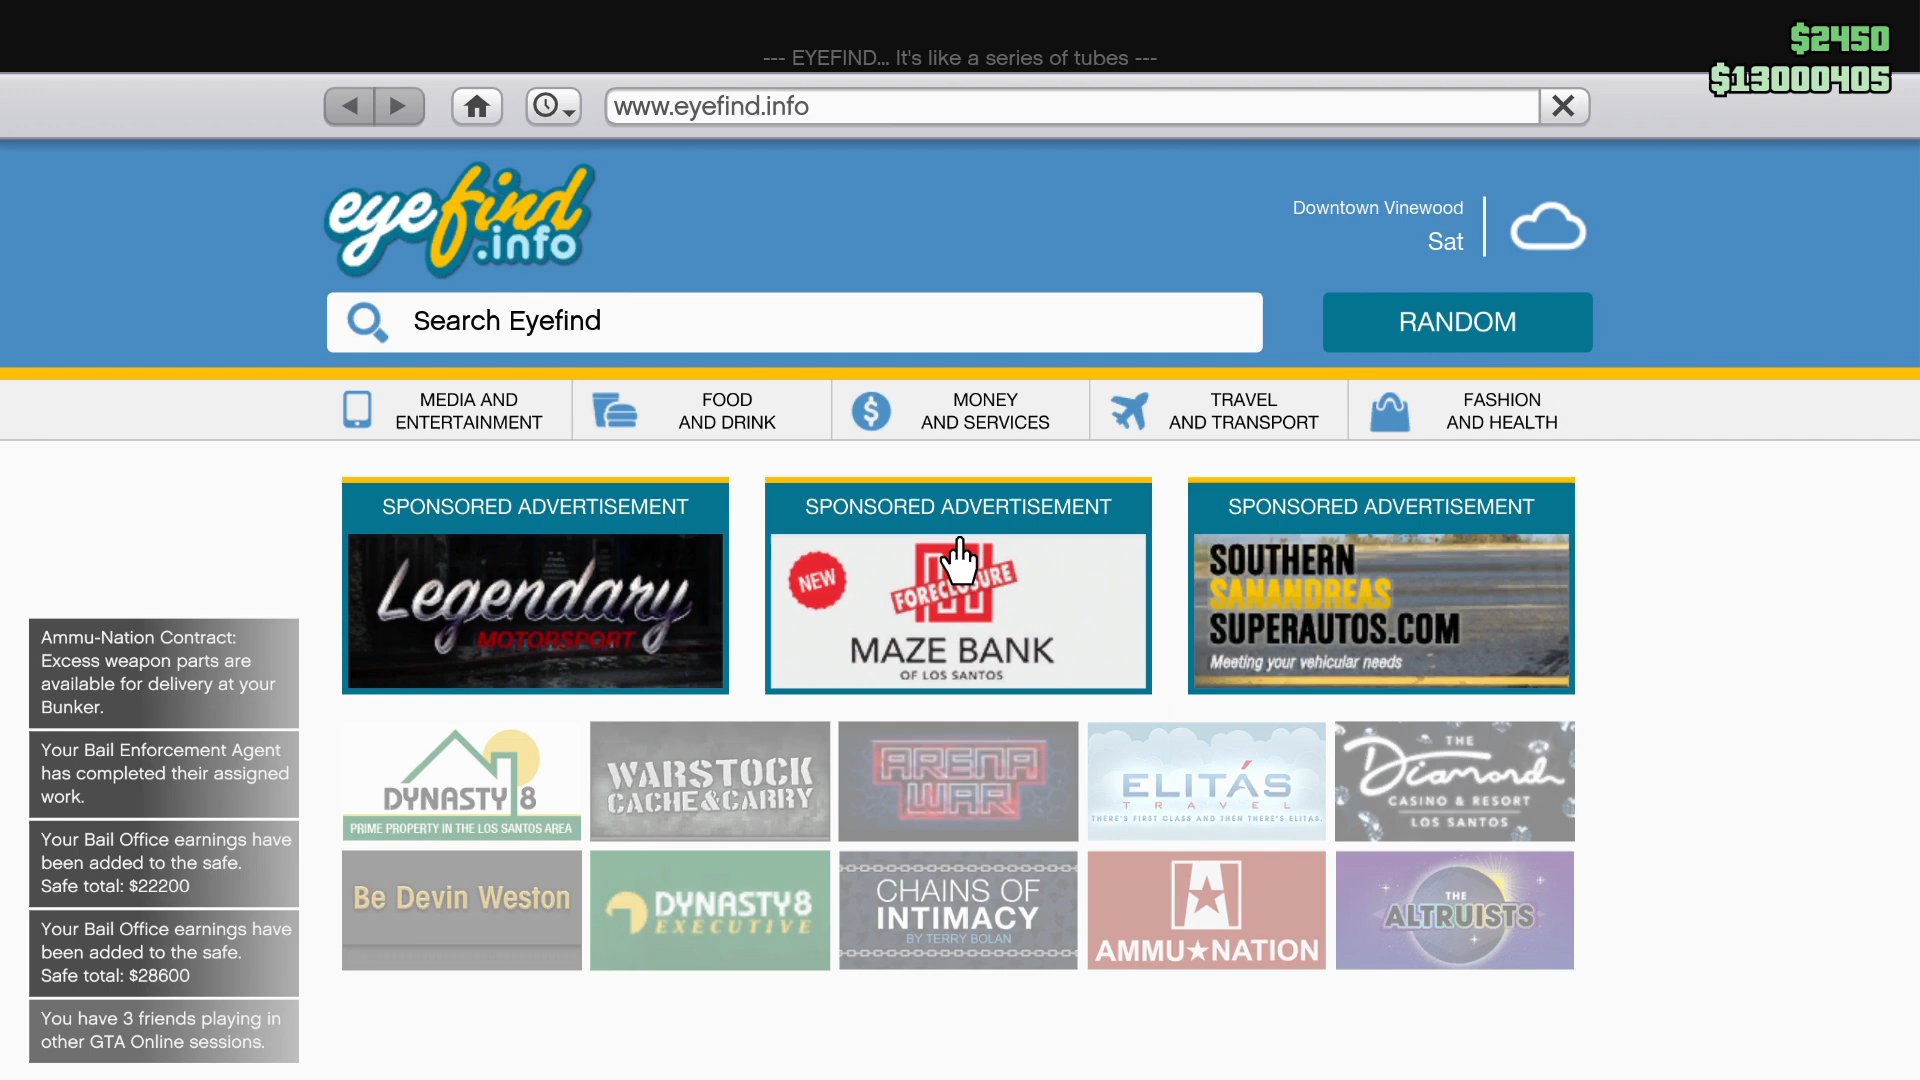 --- EYEFIND... It's like a series of tubes ---
$2450
$13000405
www.eyefind.info
eyefind
.info
Downtown Vinewood
Sat
Search Eyefind
RANDOM
MEDIA AND
ENTERTAINMENT
FOOD
AND DRINK
MONEY
AND SERVICES
TRAVEL
AND TRANSPORT
FASHION
AND HEALTH
SPONSORED ADVERTISEMENT
Legendary
MOTORSPORT
SPONSORED ADVERTISEMENT
NEW
FORECLOSURE
MAZE BANK
OF LOS SANTOS
SPONSORED ADVERTISEMENT
SOUTHERN
SANANDREAS
SUPERAUTOS.COM
Meeting your vehicular needs
DYNASTY 8
PRIME PROPERTY IN THE LOS SANTOS AREA
WARSTOCK
CACHE&CARRY
ARENA
WAR
ELITÁS
TRAVEL
THERE'S FIRST CLASS AND THEN THERE'S ELITAS.
THE
Diamond
CASINO & RESORT
LOS SANTOS
Be Devin Weston
DYNASTY8
EXECUTIVE
CHAINS OF
INTIMACY
BY TERRY BOLAN
AMMU★NATION
THE
ALTRUISTS
Ammu-Nation Contract:
Excess weapon parts are
available for delivery at your
Bunker.
Your Bail Enforcement Agent
has completed their assigned
work.
Your Bail Office earnings have
been added to the safe.
Safe total: $22200
Your Bail Office earnings have
been added to the safe.
Safe total: $28600
You have 3 friends playing in
other GTA Online sessions.